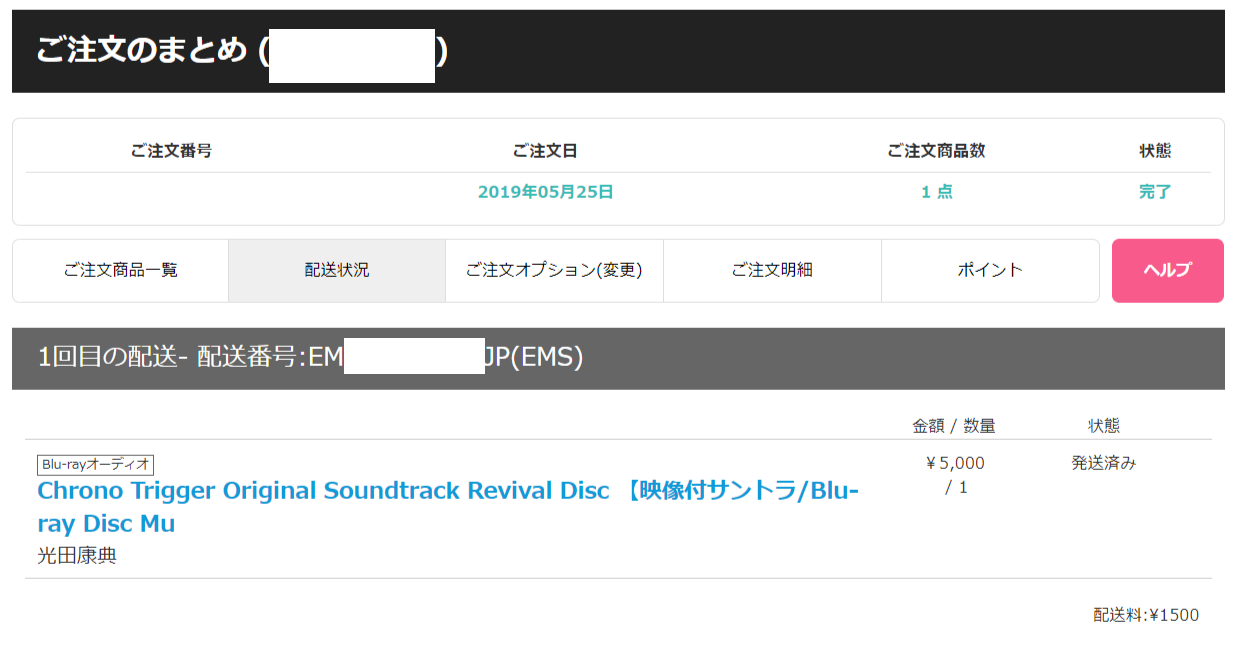 ご注文のまとめ ( )
ご注文番号 ご注文日 ご注文商品数 状態
2019年05月25日 1 点 完了
ご注文商品一覧 配送状況 ご注文オプション(変更) ご注文明細 ポイント ヘルプ
1回目の配送- 配送番号:EM JP(EMS)
金額 / 数量 状態
Blu-rayオーディオ ¥5,000 発送済み
Chrono Trigger Original Soundtrack Revival Disc 【映像付サントラ/Blu- / 1
ray Disc Mu
光田康典
配送料:¥1500